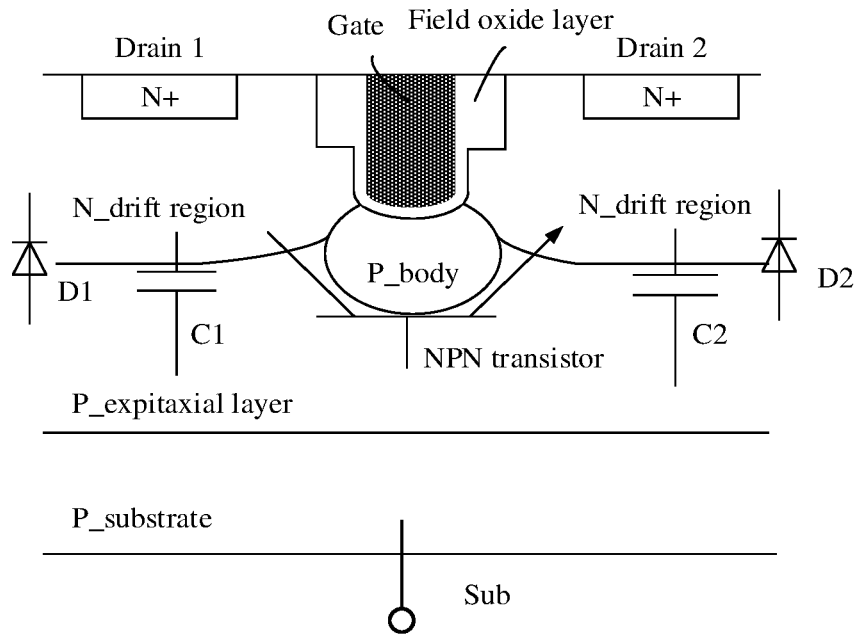 Gate
Field oxide layer
Drain 1
Drain 2
N+
N+
N_drift region
N_drift region
P_body
D1
D2
C1
C2
NPN transistor
P_expitaxial layer
P_substrate
Sub